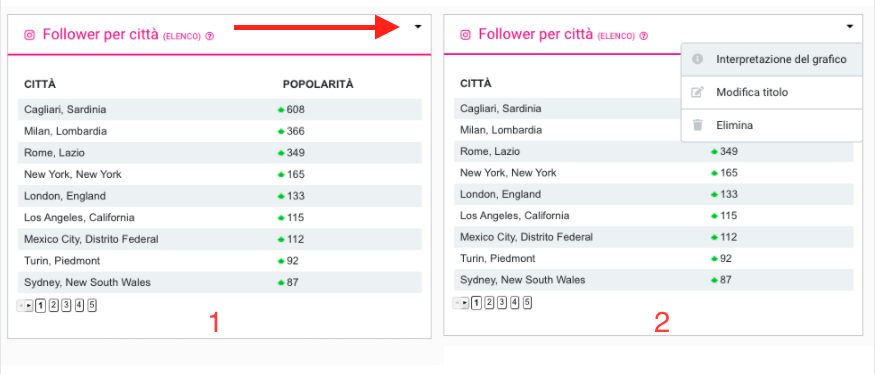 Follower per città (ELENCO) ?
CITTÀ POPOLARITÀ
Cagliari, Sardinia 608
Milan, Lombardia 366
Rome, Lazio 349
New York, New York 165
London, England 133
Los Angeles, California 115
Mexico City, Distrito Federal 112
Turin, Piedmont 92
Sydney, New South Wales 87
1 2 3 4 5
1
Follower per città (ELENCO) ?
Interpretazione del grafico
Modifica titolo
Elimina
CITTÀ
Cagliari, Sardinia
Milan, Lombardia
Rome, Lazio 349
New York, New York 165
London, England 133
Los Angeles, California 115
Mexico City, Distrito Federal 112
Turin, Piedmont 92
Sydney, New South Wales 87
1 2 3 4 5
2